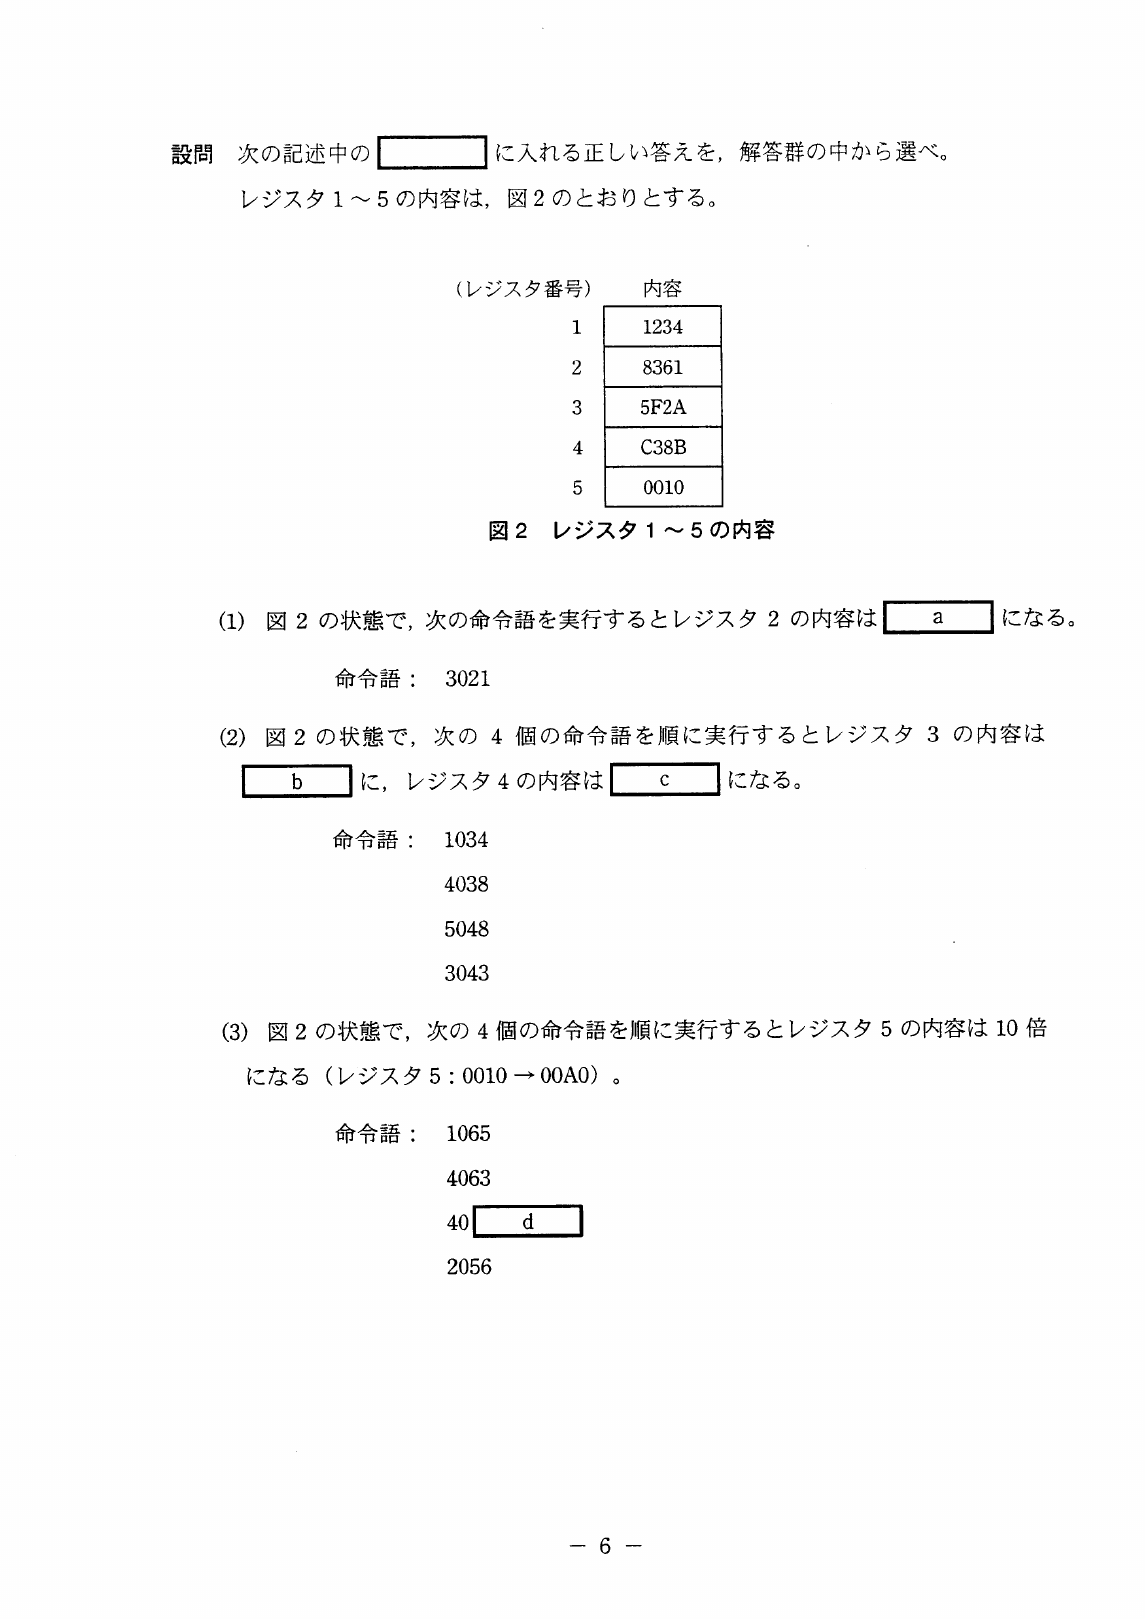 設問 次の記述中の に入れる正しい答えを,解答群の中から選べ。
レジスタ1～5の内容は,図2のとおりとする。
(レジスタ番号) 内容
1 1234
2 8361
3 5F2A
4 C38B
5 0010
図2 レジスタ1～5の内容
(1) 図2の状態で,次の命令語を実行するとレジスタ2の内容は a になる。
命令語: 3021
(2) 図2の状態で,次の4個の命令語を順に実行するとレジスタ3の内容は
b に,レジスタ4の内容は c になる。
命令語: 1034
4038
5048
3043
(3) 図2の状態で,次の4個の命令語を順に実行するとレジスタ5の内容は10倍
になる(レジスタ5:0010→00A0)。
命令語: 1065
4063
40 d
2056
－ 6 －